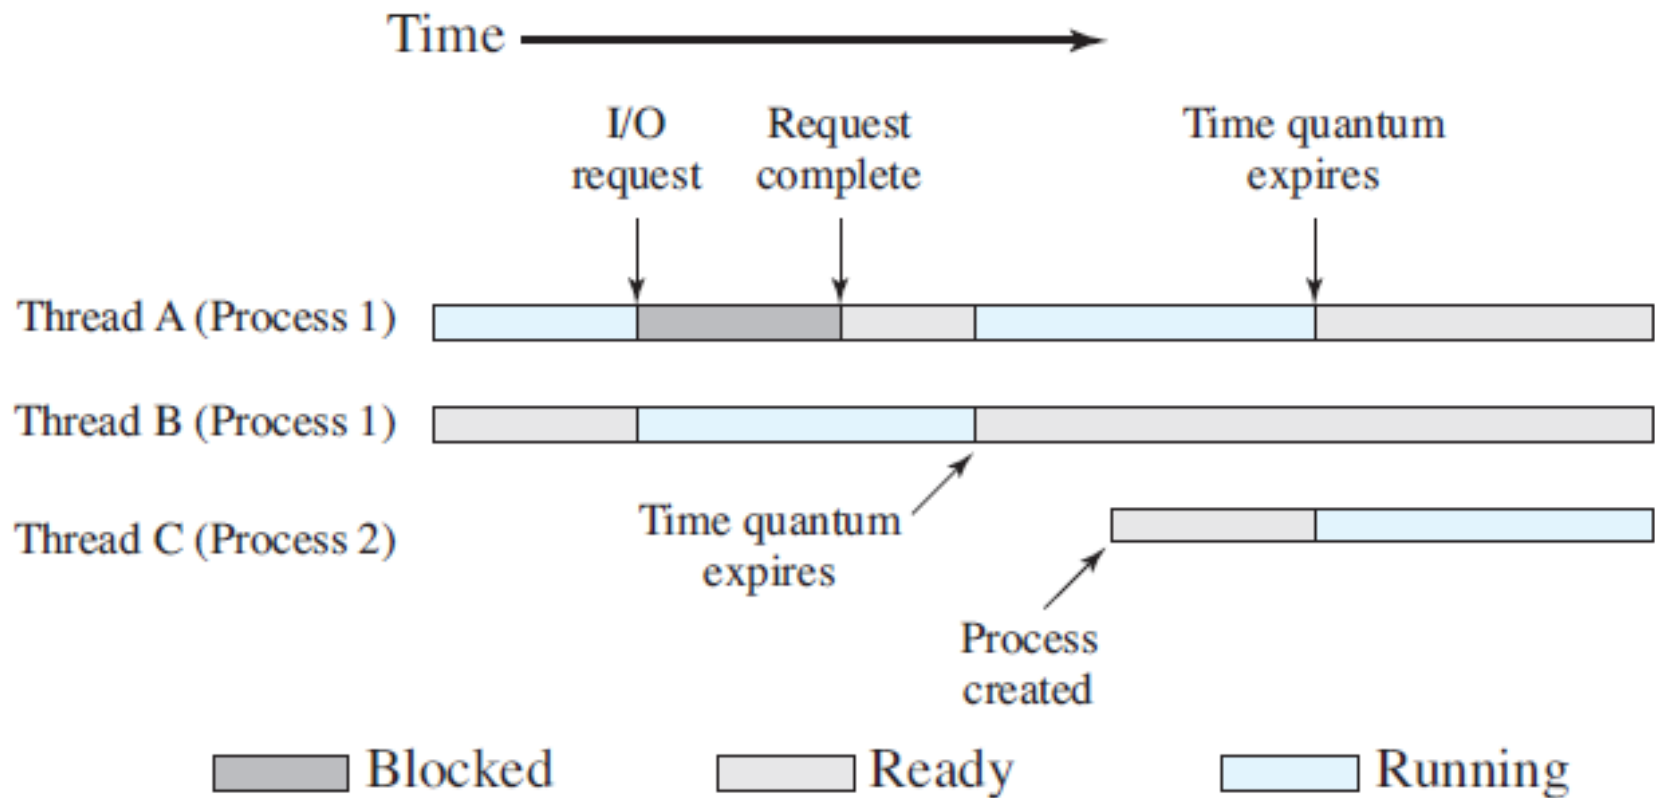 Time
I/O
request
Request
complete
Time quantum
expires
Thread A (Process 1)
Thread B (Process 1)
Time quantum
expires
Thread C (Process 2)
Process
created
Blocked
Ready
Running